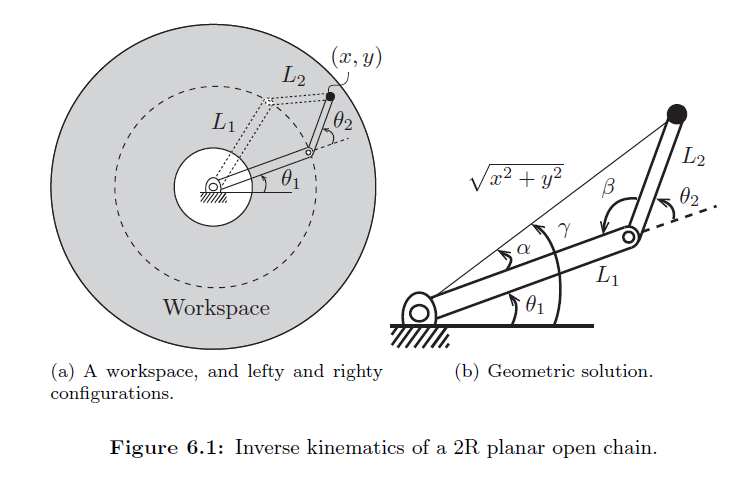 (x, y)
L₂
L₁
θ₂
θ₁
Workspace
√x² + y²
β
L₂
θ₂
γ
α
L₁
θ₁
(a) A workspace, and lefty and righty
configurations.
(b) Geometric solution.
Figure 6.1: Inverse kinematics of a 2R planar open chain.